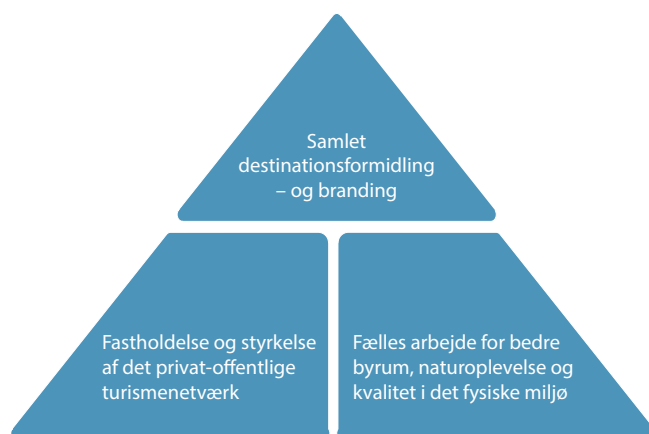 Samlet
destinationsformidling
– og branding
Fastholdelse og styrkelse
af det privat-offentlige
turismenetværk
Fælles arbejde for bedre
byrum, naturoplevelse og
kvalitet i det fysiske miljø